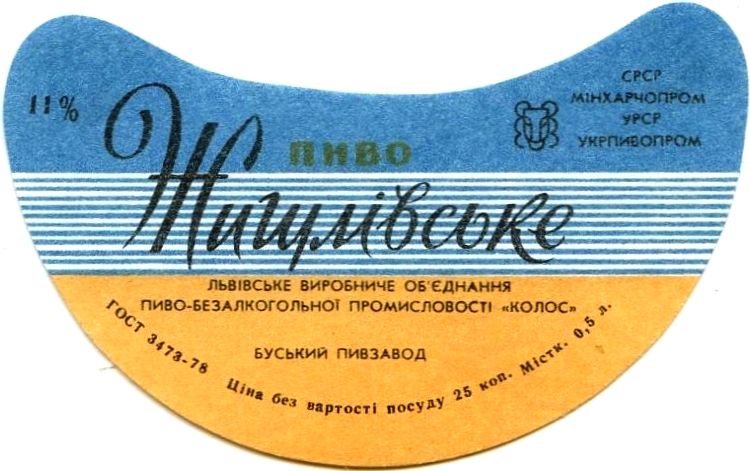 11%
СРСР
МІНХАРЧОПРОМ
УРСР
УКРПИВОПРОМ
ПИВО
Жигулівське
ЛЬВІВСЬКЕ ВИРОБНИЧЕ ОБ'ЄДНАННЯ
ПИВО-БЕЗАЛКОГОЛЬНОЇ ПРОМИСЛОВОСТІ «КОЛОС»
БУСЬКИЙ ПИВЗАВОД
ГОСТ 3473-78 Ціна без вартості посуду 25 коп. Містк. 0,5 л.